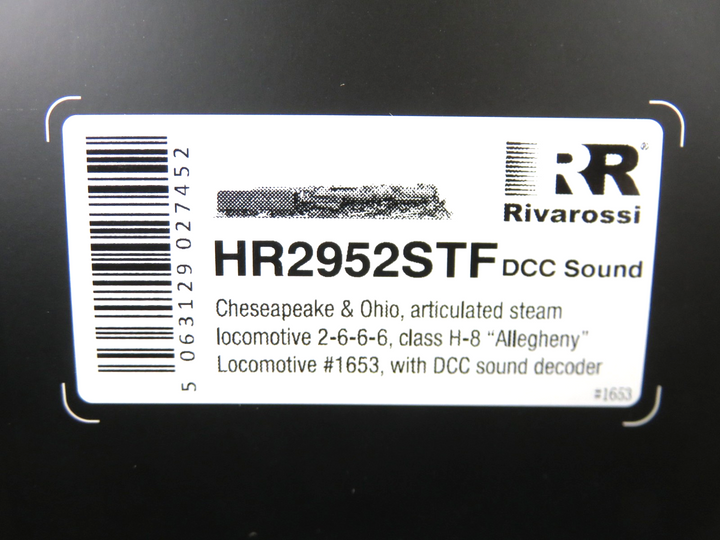 RR®
Rivarossi
5 063129 027452
HR2952STF DCC Sound
Cheseapeake & Ohio, articulated steam
locomotive 2-6-6-6, class H-8 “Allegheny”
Locomotive #1653, with DCC sound decoder
#1653